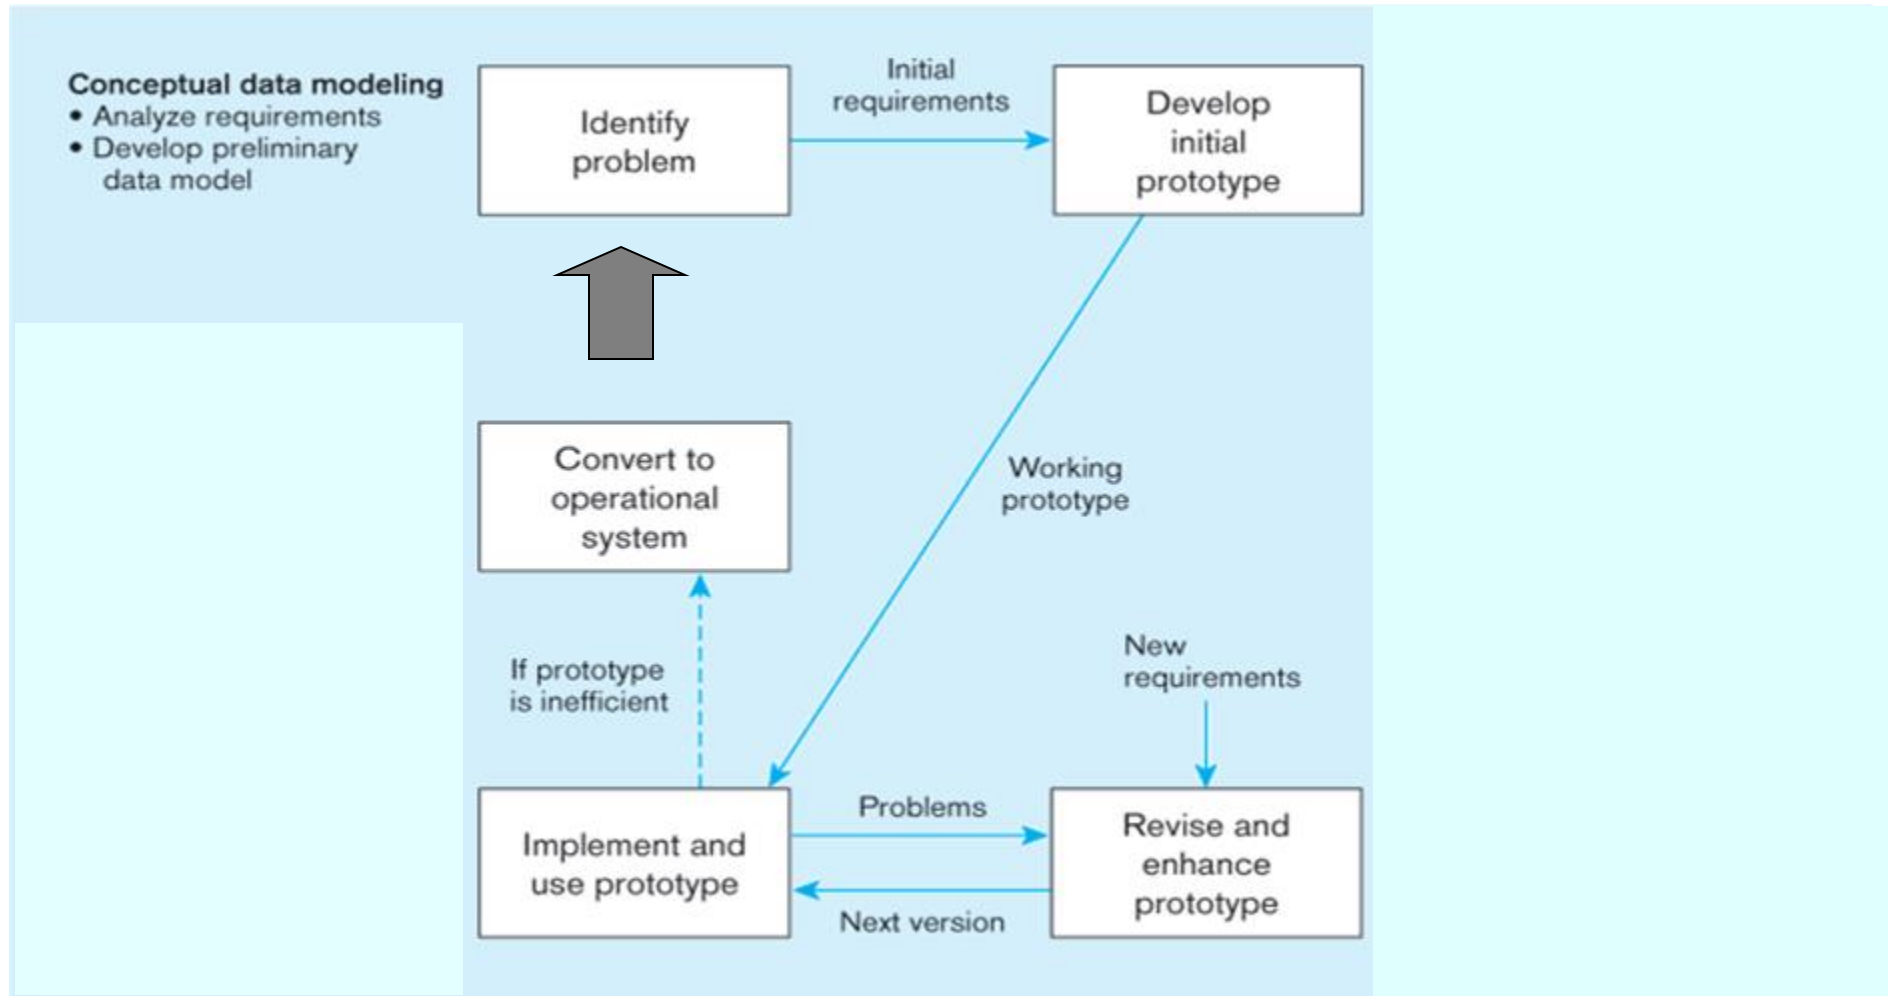 Conceptual data modeling
• Analyze requirements
• Develop preliminary
data model
Identify
problem
Initial
requirements
Develop
initial
prototype
Convert to
operational
system
Working
prototype
If prototype
is inefficient
New
requirements
Implement and
use prototype
Problems
Next version
Revise and
enhance
prototype